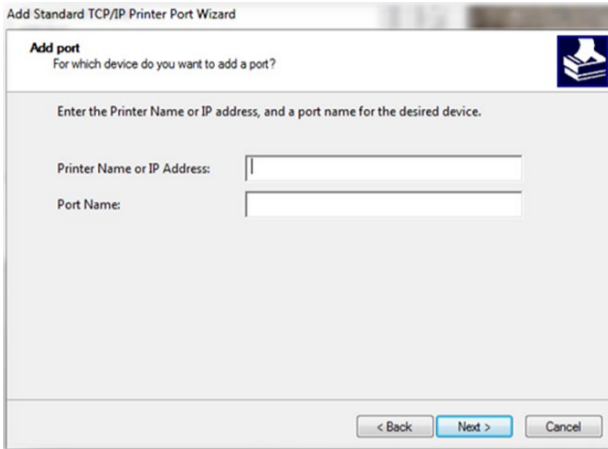 Add Standard TCP/IP Printer Port Wizard
Add port
For which device do you want to add a port?
Enter the Printer Name or IP address, and a port name for the desired device.
Printer Name or IP Address:
Port Name:
< Back Next > Cancel